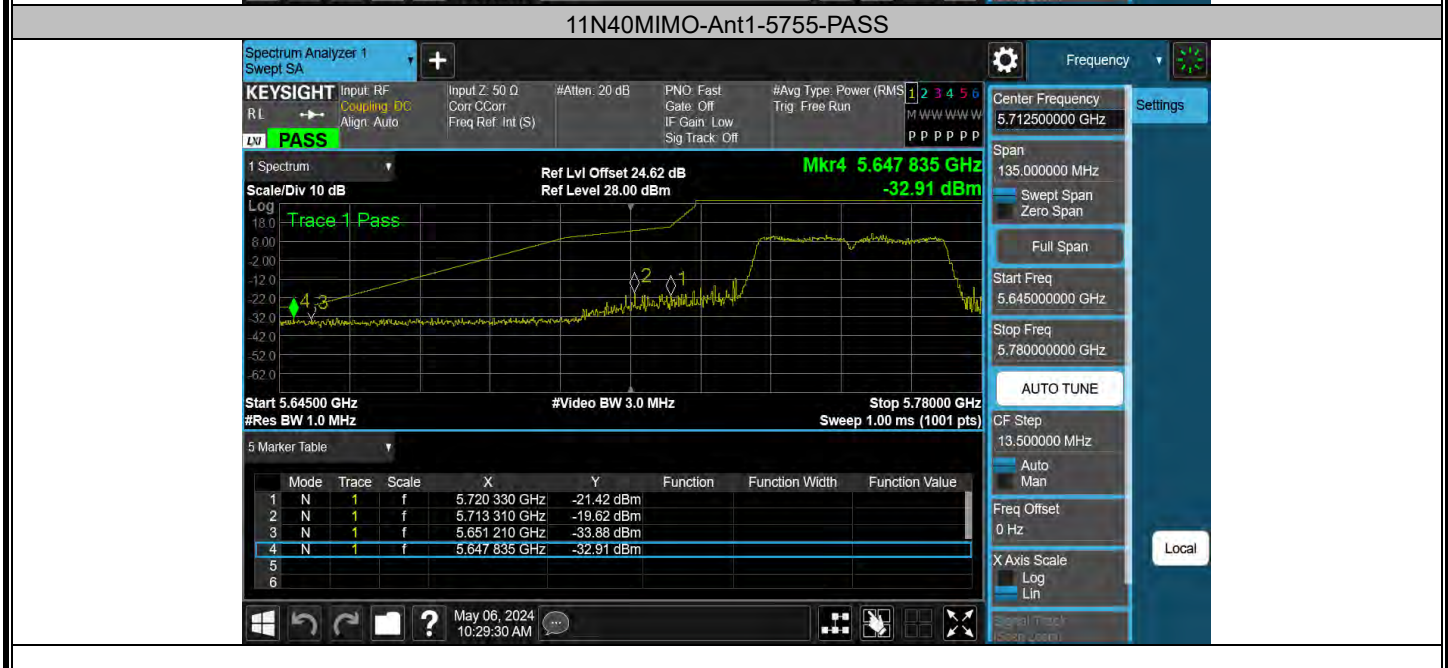 11N40MIMO-Ant1-5755-PASS
Spectrum Analyzer 1
Swept SA
Frequency
KEYSIGHT
RL
LXI PASS
Input: RF
Coupling: DC
Align: Auto
Input Z: 50 Ω
Corr CCorr
Freq Ref: Int (S)
#Atten: 20 dB
PNO: Fast
Gate: Off
IF Gain: Low
Sig Track: Off
#Avg Type: Power (RMS
Trig: Free Run
1 2 3 4 5 6
M W W W W W
P P P P P P
1 Spectrum
Scale/Div 10 dB
Ref Lvl Offset 24.62 dB
Ref Level 28.00 dBm
Mkr4 5.647 835 GHz
-32.91 dBm
Log
Trace 1 Pass
18.0
8.00
-2.00
-12.0
-22.0
-32.0
-42.0
-52.0
-62.0
4 3 2 1
Start 5.64500 GHz
#Video BW 3.0 MHz
Stop 5.78000 GHz
#Res BW 1.0 MHz
Sweep 1.00 ms (1001 pts)
5 Marker Table
Mode Trace Scale X Y Function Function Width Function Value
1 N 1 f 5.720 330 GHz -21.42 dBm
2 N 1 f 5.713 310 GHz -19.62 dBm
3 N 1 f 5.651 210 GHz -33.88 dBm
4 N 1 f 5.647 835 GHz -32.91 dBm
5
6
?
May 06, 2024
10:29:30 AM
Center Frequency
5.712500000 GHz
Settings
Span
135.000000 MHz
Swept Span
Zero Span
Full Span
Start Freq
5.645000000 GHz
Stop Freq
5.780000000 GHz
AUTO TUNE
CF Step
13.500000 MHz
Auto
Man
Freq Offset
0 Hz
X Axis Scale
Log
Lin
Signal Track
(Span Zoom)
Local